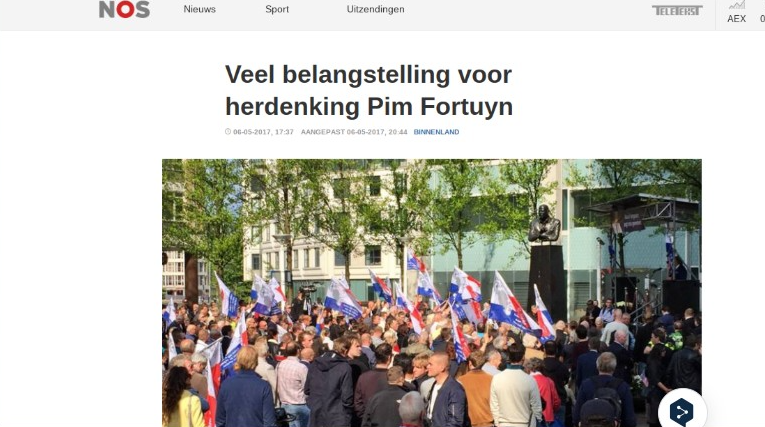 NOS Nieuws Sport Uitzendingen TELETEKST
AEX 0
Veel belangstelling voor
herdenking Pim Fortuyn
06-05-2017, 17:37 AANGEPAST 06-05-2017, 20:44 BINNENLAND